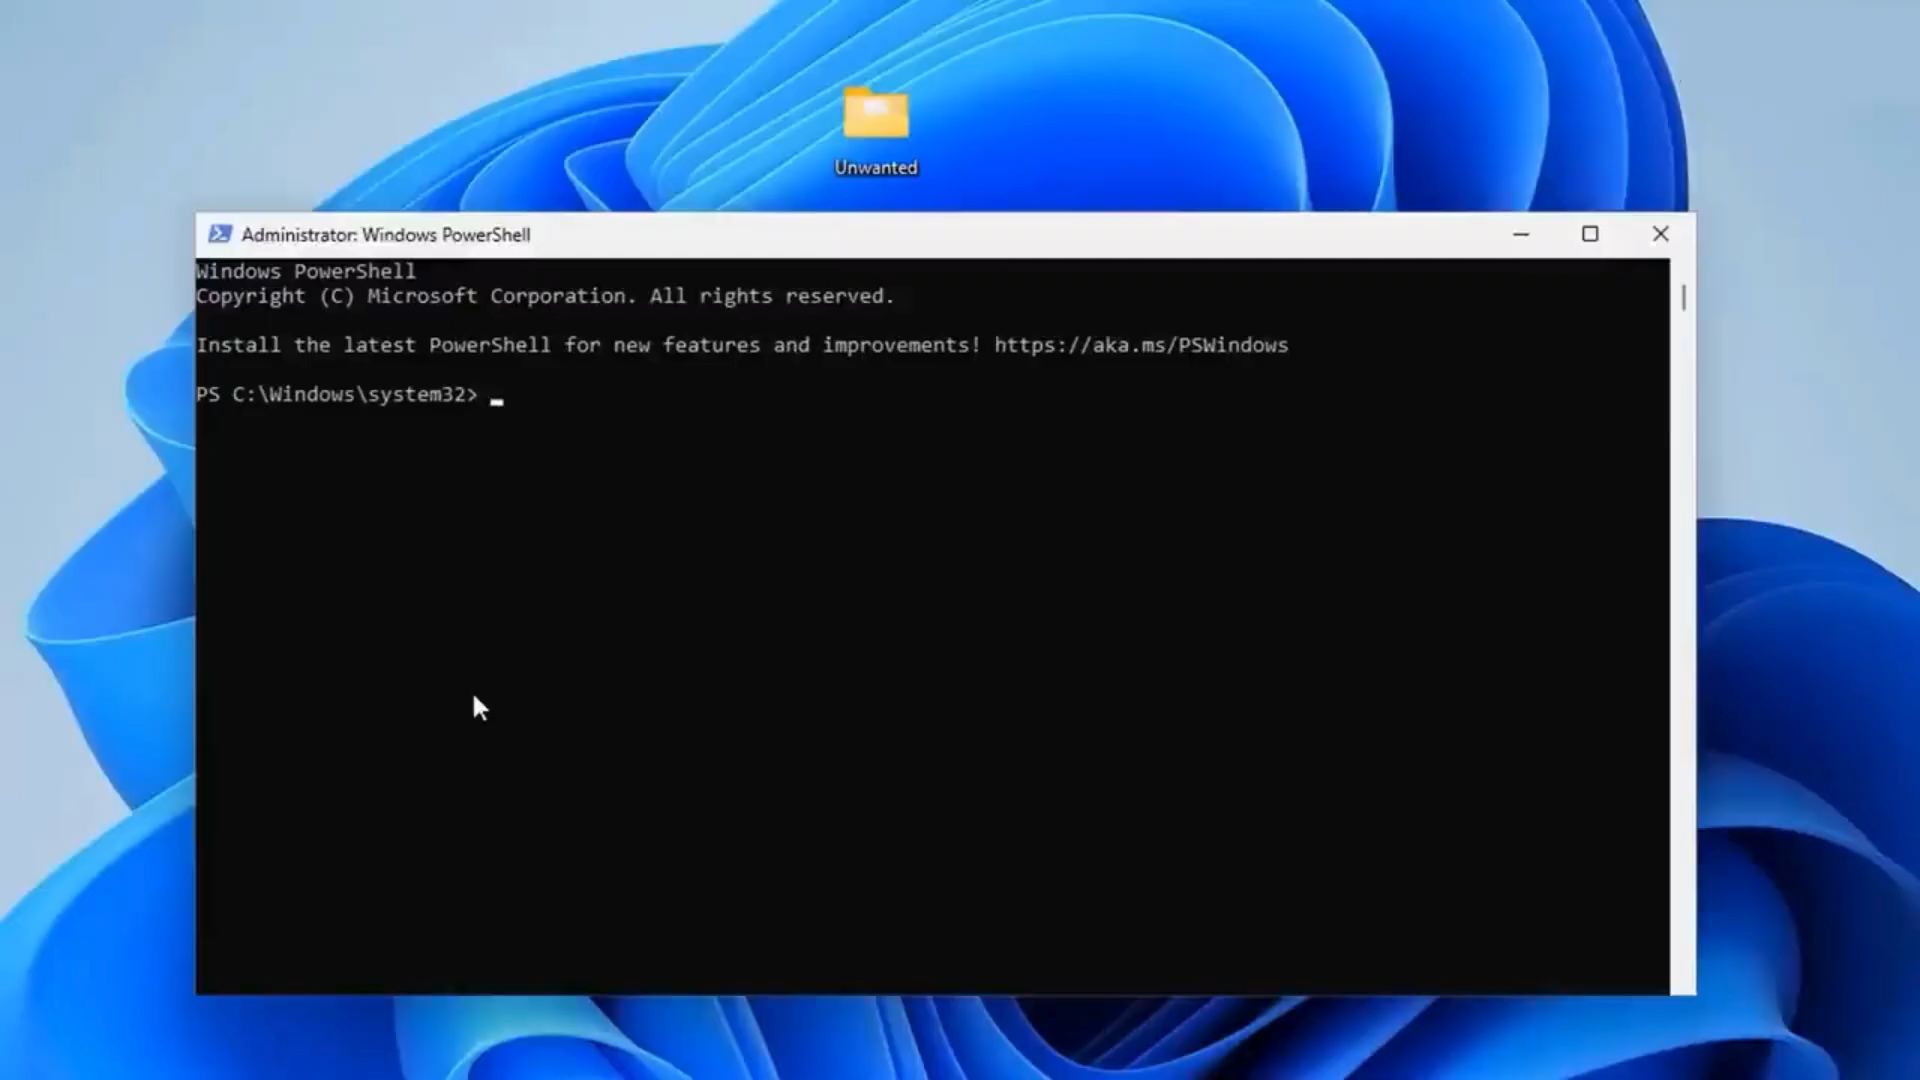 Unwanted
Administrator: Windows PowerShell
Windows PowerShell
Copyright (C) Microsoft Corporation. All rights reserved.
Install the latest PowerShell for new features and improvements! https://aka.ms/PSWindows
PS C:\Windows\system32>